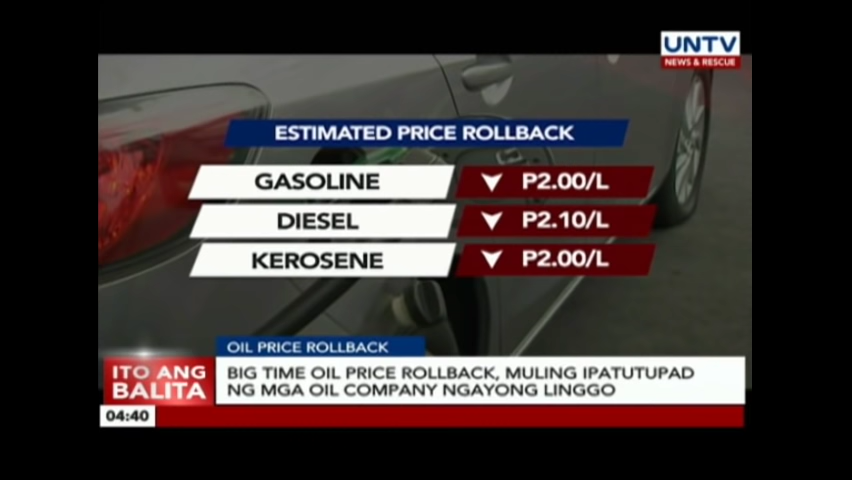 UNTV
NEWS & RESCUE
ESTIMATED PRICE ROLLBACK
GASOLINE P2.00/L
DIESEL P2.10/L
KEROSENE P2.00/L
OIL PRICE ROLLBACK
ITO ANG BALITA
BIG TIME OIL PRICE ROLLBACK, MULING IPATUTUPAD
NG MGA OIL COMPANY NGAYONG LINGGO
04:40